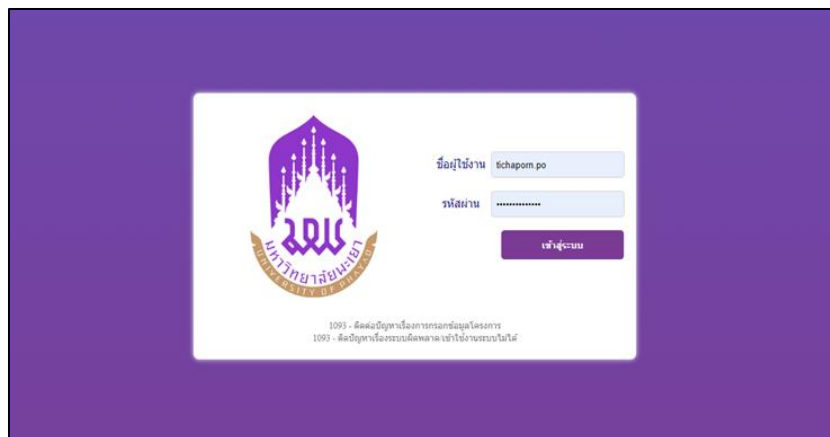 มหาวิทยาลัยพะเยา
UNIVERSITY OF PHAYAO
ชื่อผู้ใช้งาน tichaporn.po
รหัสผ่าน ••••••••••••••
เข้าสู่ระบบ
1093 - ติดต่อปัญหาเรื่องการกรอกข้อมูลโครงการ
1093 - ติดปัญหาเรื่องระบบผิดพลาด/เข้าใช้งานระบบไม่ได้